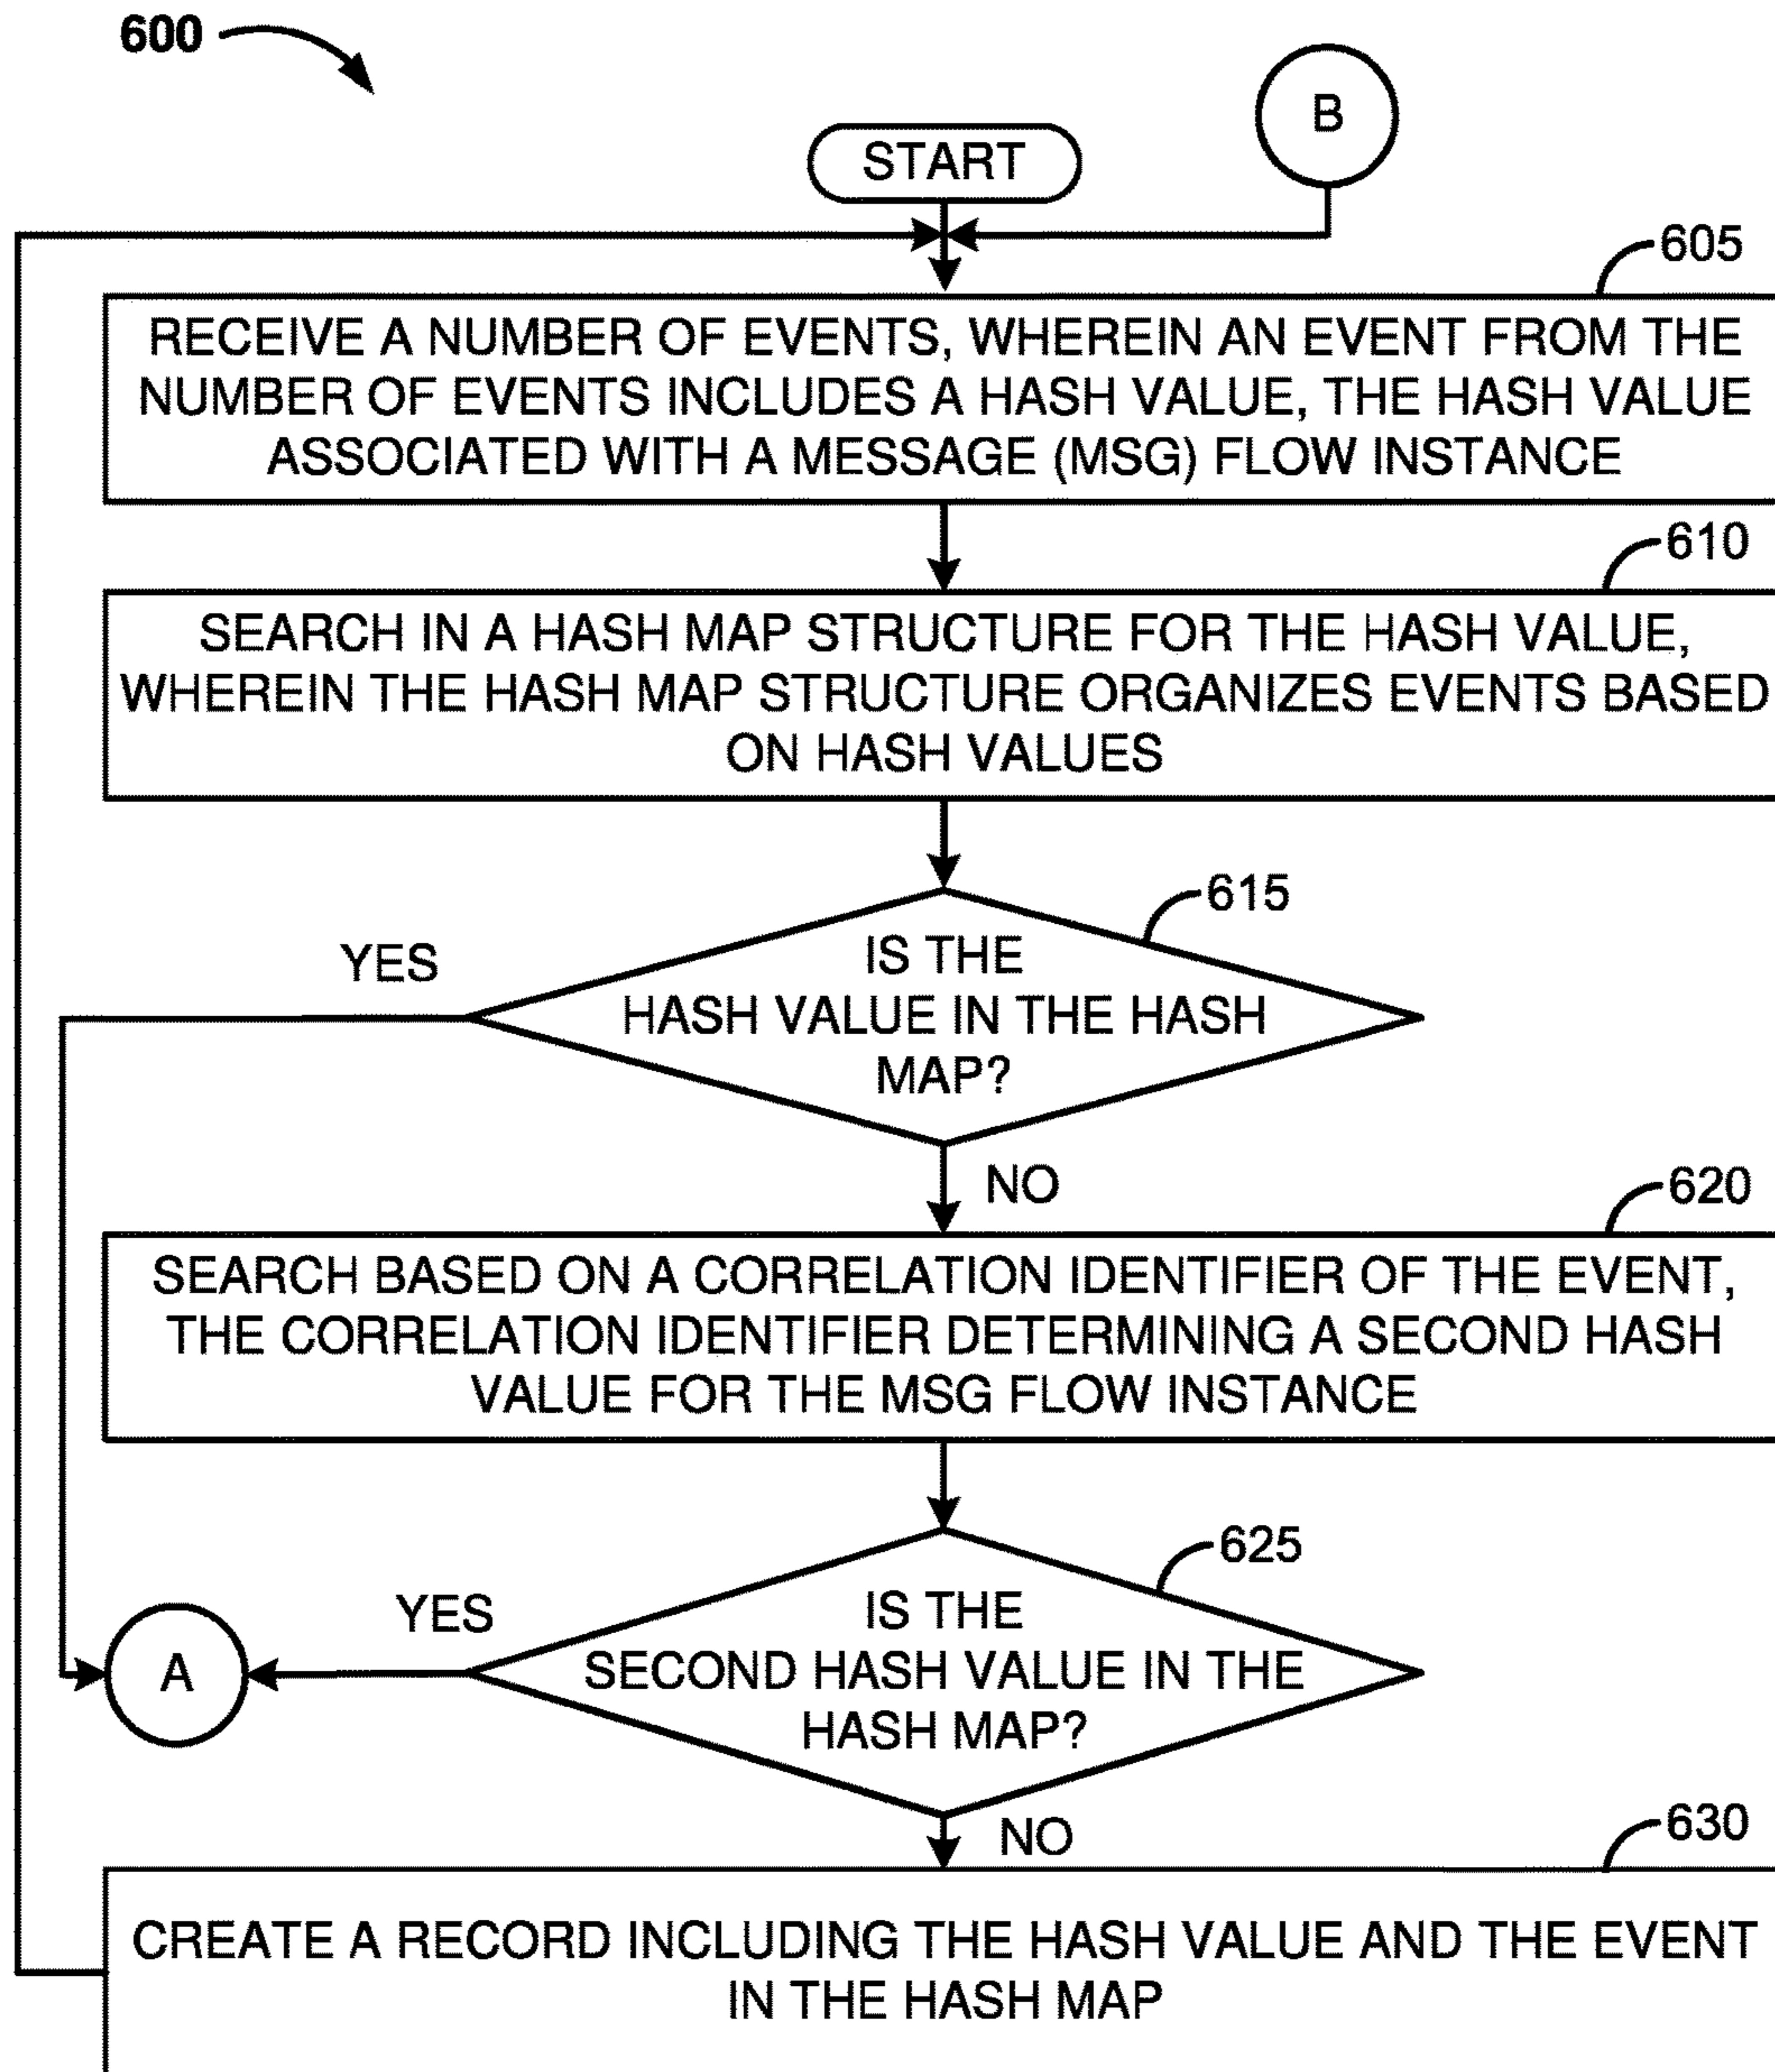 600
B
START
605
RECEIVE A NUMBER OF EVENTS, WHEREIN AN EVENT FROM THE
NUMBER OF EVENTS INCLUDES A HASH VALUE, THE HASH VALUE
ASSOCIATED WITH A MESSAGE (MSG) FLOW INSTANCE
610
SEARCH IN A HASH MAP STRUCTURE FOR THE HASH VALUE,
WHEREIN THE HASH MAP STRUCTURE ORGANIZES EVENTS BASED
ON HASH VALUES
615
YES
IS THE
HASH VALUE IN THE HASH
MAP?
NO
620
SEARCH BASED ON A CORRELATION IDENTIFIER OF THE EVENT,
THE CORRELATION IDENTIFIER DETERMINING A SECOND HASH
VALUE FOR THE MSG FLOW INSTANCE
625
YES
IS THE
SECOND HASH VALUE IN THE
HASH MAP?
A
NO
630
CREATE A RECORD INCLUDING THE HASH VALUE AND THE EVENT
IN THE HASH MAP